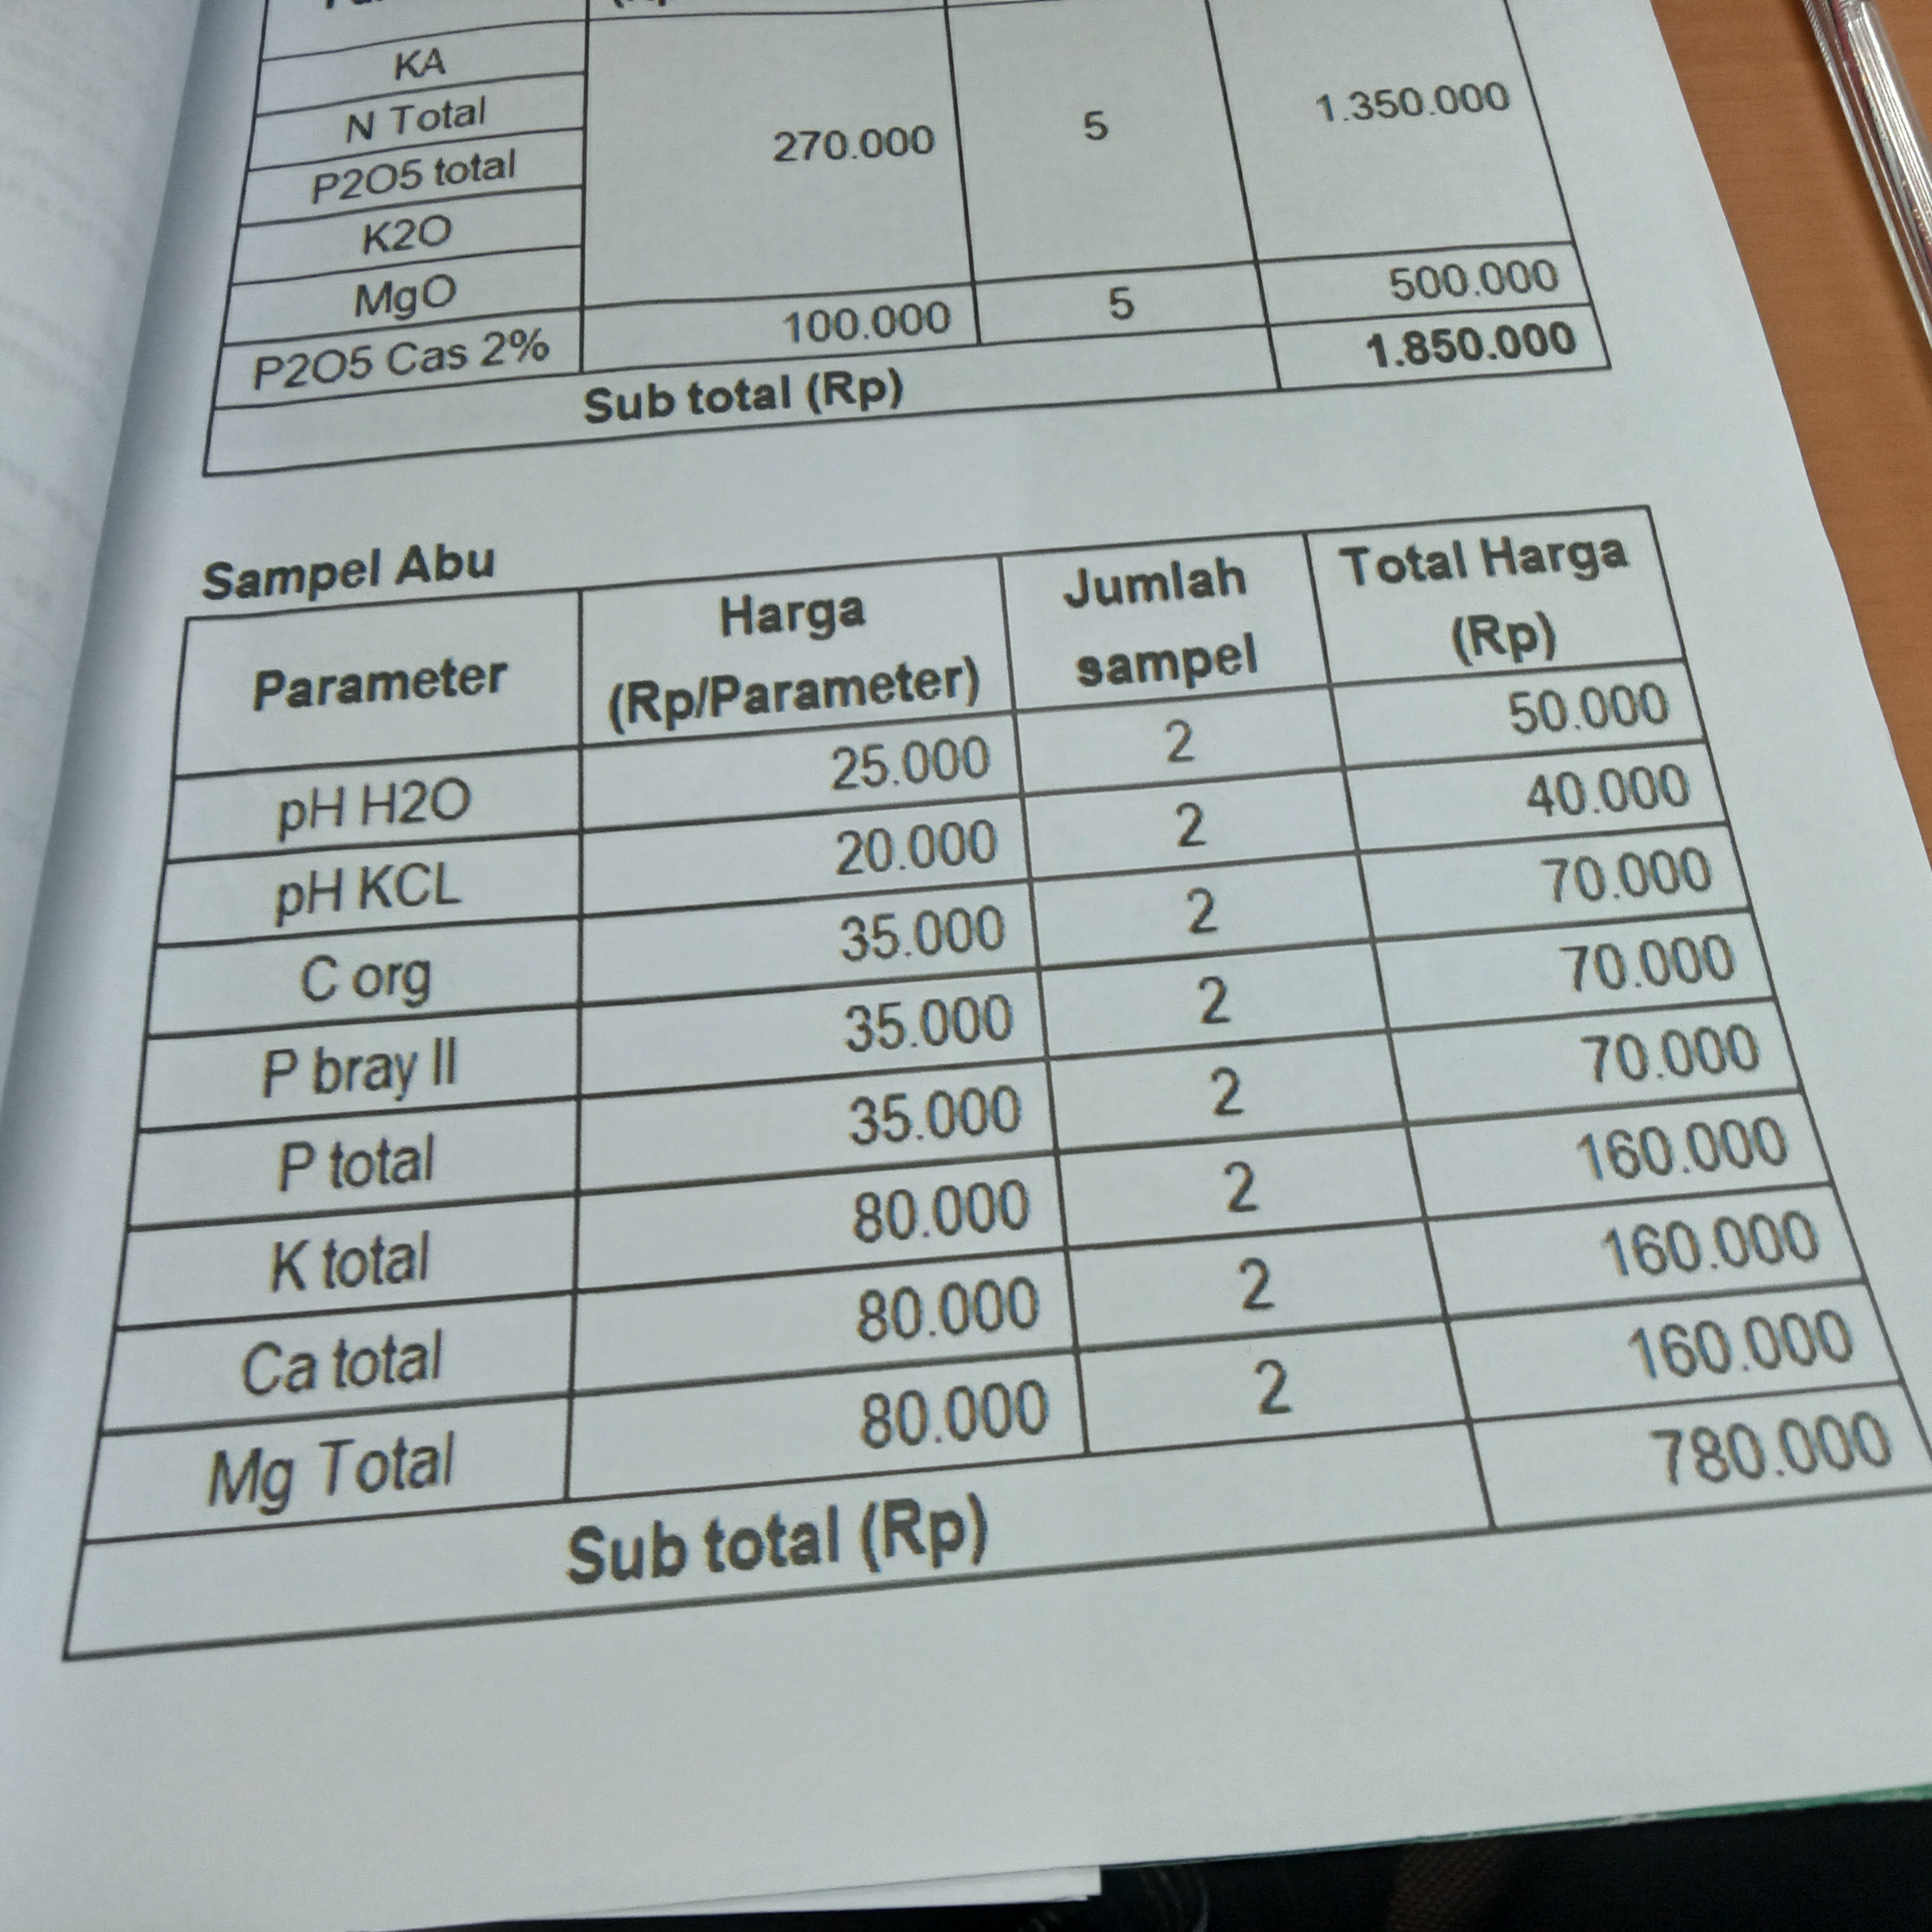 KA
N Total
P2O5 total
K2O
MgO
270.000 5 1.350.000
P2O5 Cas 2% 100.000 5 500.000
Sub total (Rp) 1.850.000
Sampel Abu
Parameter Harga (Rp/Parameter) Jumlah sampel Total Harga (Rp)
pH H2O 25.000 2 50.000
pH KCL 20.000 2 40.000
C org 35.000 2 70.000
P bray II 35.000 2 70.000
P total 35.000 2 70.000
K total 80.000 2 160.000
Ca total 80.000 2 160.000
Mg Total 80.000 2 160.000
Sub total (Rp) 780.000